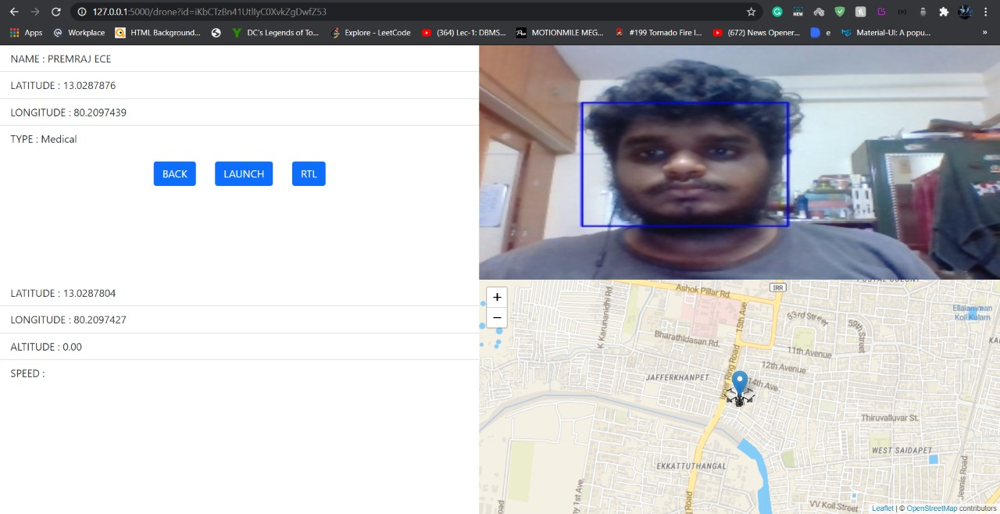 127.0.0.1:5000/drone?id=iKbCTzBn41UtlIyC0XvkZgDwfZ53
Apps Workplace HTML Background... DC's Legends of To... Explore - LeetCode (364) Lec-1: DBMS... MOTIONMILE MEG... #199 Tornado Fire I... (672) News Opener... e Material-UI: A popu... »
NAME : PREMRAJ ECE
LATITUDE : 13.0287876
LONGITUDE : 80.2097439
TYPE : Medical
BACK LAUNCH RTL
LATITUDE : 13.0287804
LONGITUDE : 80.2097427
ALTITUDE : 0.00
SPEED :
+
−
POSTAL COLONY
IRR
Ashok Pillar Rd.
K Karunanidhi Rd.
15th Ave
53rd Street
59th Street
Ellaiamman
Koil Kulam
Bharathidasan Rd.
11th Avenue
12th Avenue
14th Ave.
JAFFERKHANPET
Inner Ring Road
Thiruvalluvar St.
WEST SAIDAPET
EKKATTUTHANGAL
Jeenis Road
VV Koil Street
Leaflet | © OpenStreetMap contributors